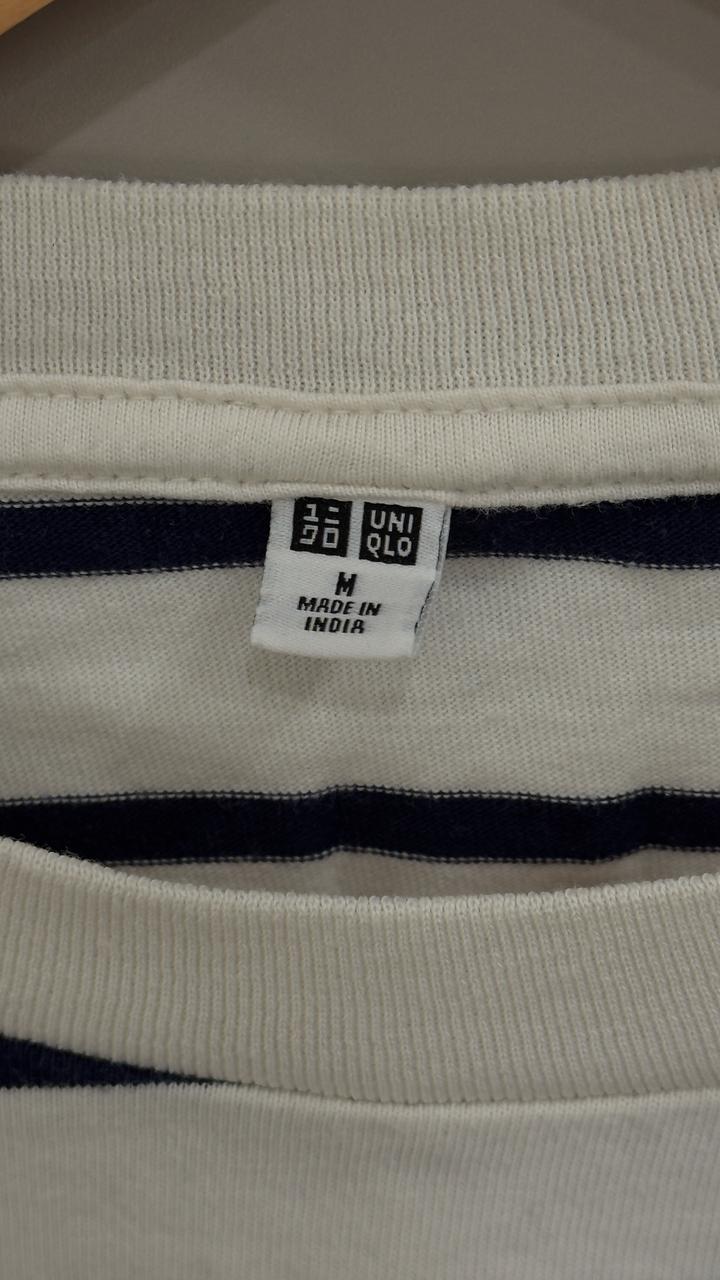 ユニ UNI
クロ QLO
M
MADE IN
INDIA